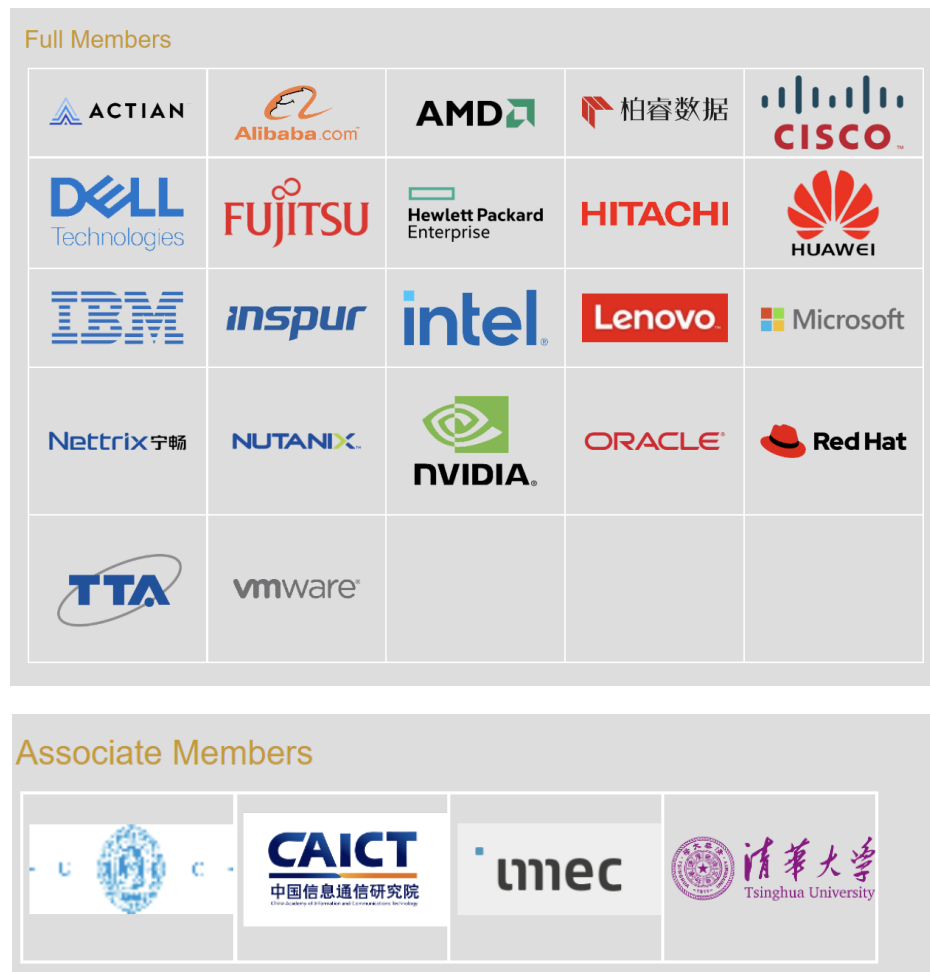 Full Members
ACTIAN
Alibaba.com
AMD
柏睿数据
CISCO
DELL
Technologies
FUJITSU
Hewlett Packard
Enterprise
HITACHI
HUAWEI
IBM
inspur
intel
Lenovo
Microsoft
Nettrix宁畅
NUTANIX
NVIDIA
ORACLE
Red Hat
TTA
vmware
Associate Members
- U C -
CAICT
中国信息通信研究院
China Academy of Information and Communications Technology
imec
清华大学
Tsinghua University